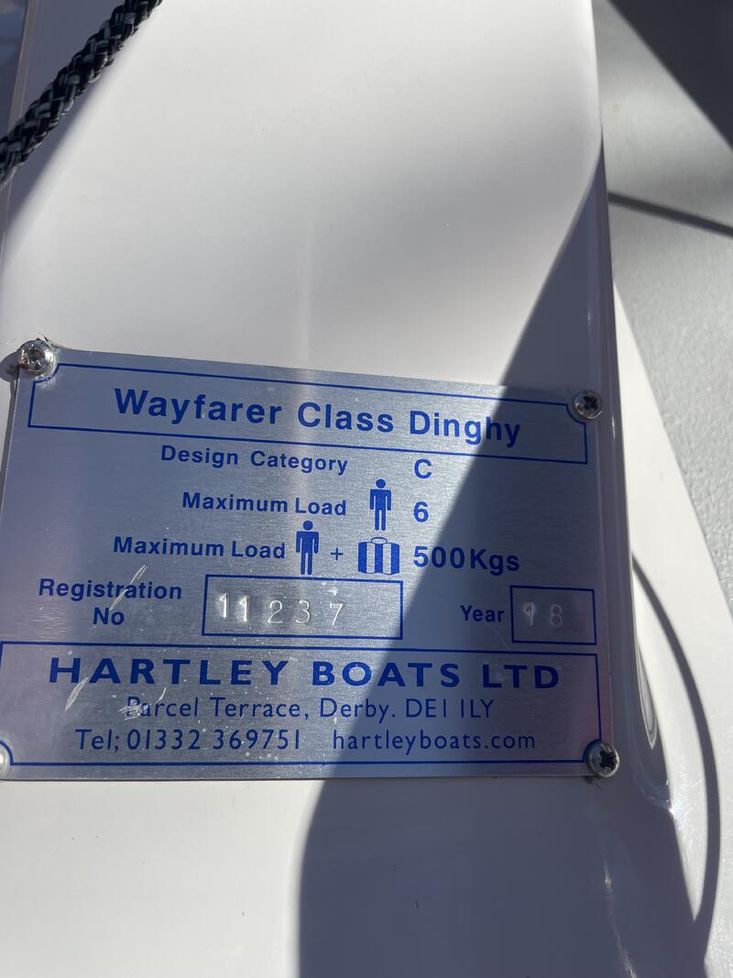 Wayfarer Class Dinghy
Design Category C
Maximum Load 6
Maximum Load + 500Kgs
Registration No 11237 Year 18
HARTLEY BOATS LTD
Parcel Terrace, Derby. DE1 1LY
Tel; 01332 369751 hartleyboats.com